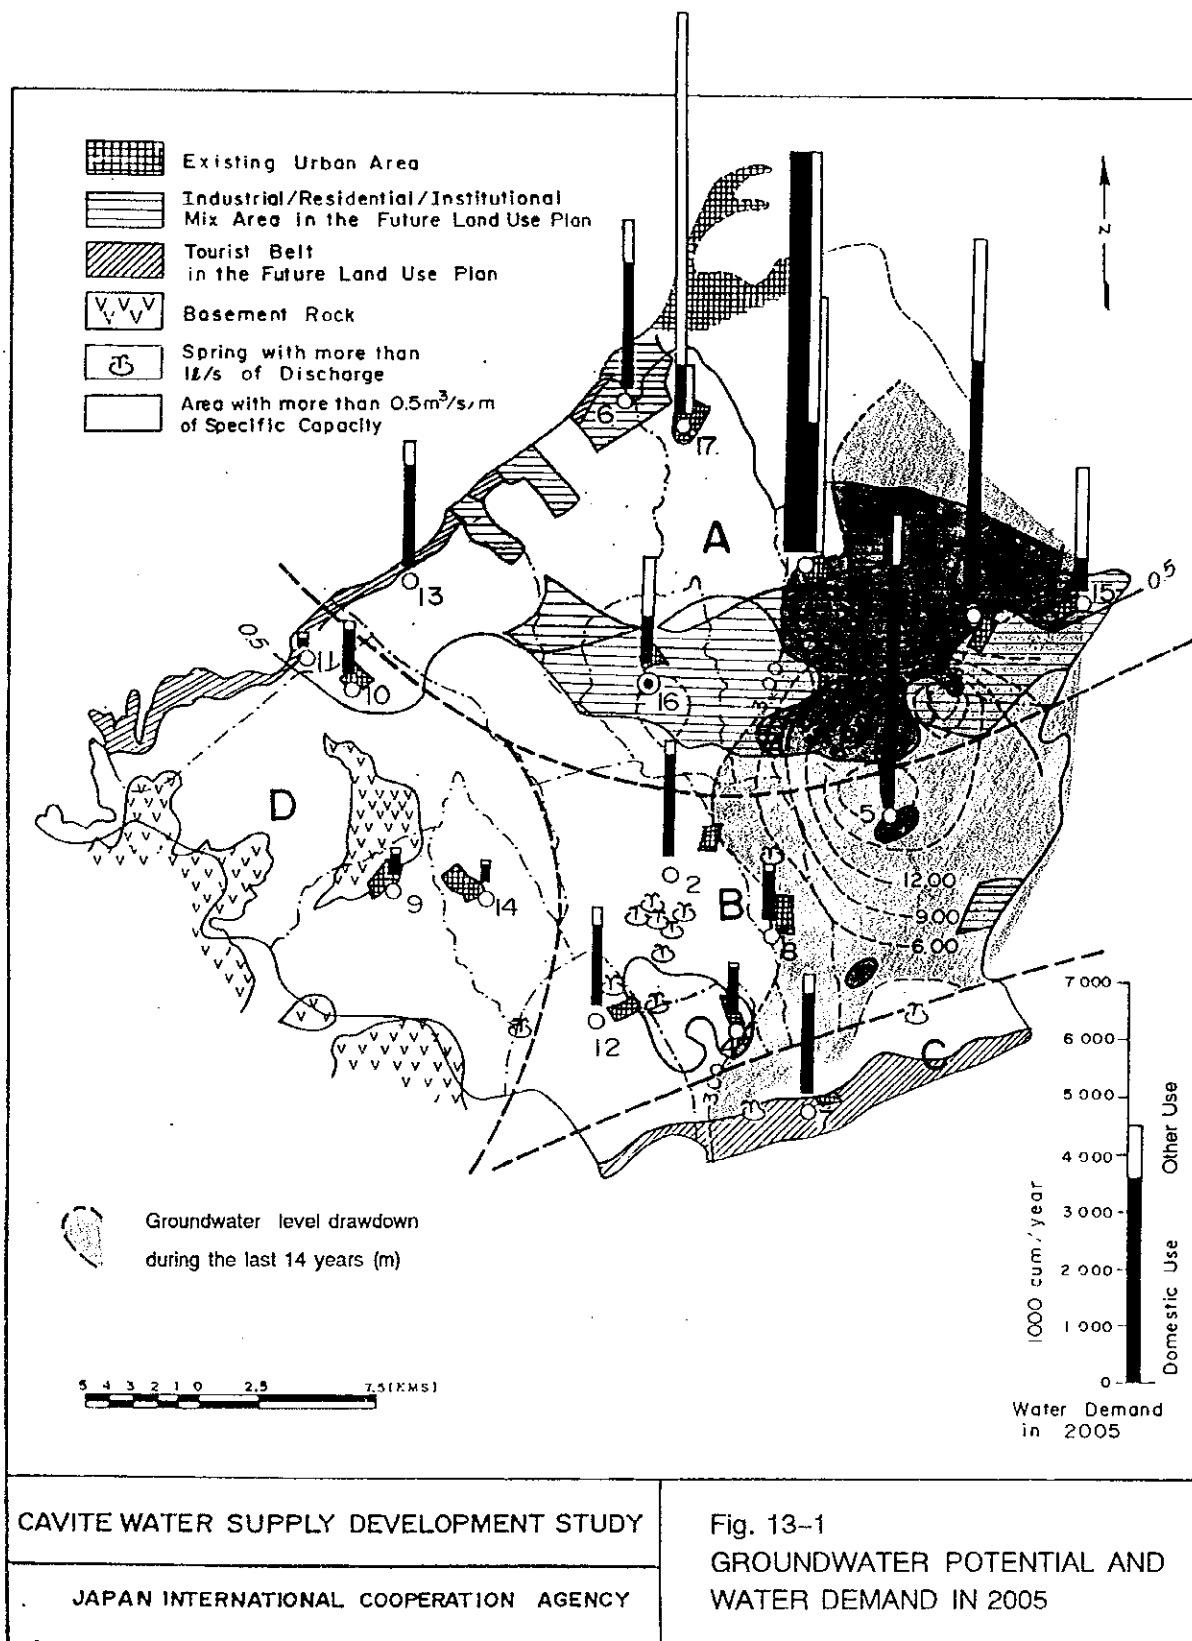 Existing Urban Area
Industrial/Residential/Institutional
Mix Area in the Future Land Use Plan
Tourist Belt
in the Future Land Use Plan
Basement Rock
Spring with more than
1ℓ/s of Discharge
Area with more than 0.5m³/s/m
of Specific Capacity
N
6
17.
A
13
0.5
15
0.5
11
10
16
3
D
5
2
B
12.00
9.00
6.00
9
14
8
12
4
C
3.00
7
7 000
6 000
5 000
4 000
3 000
2 000
1 000
0
1000 cum/year
Domestic Use
Other Use
Water Demand
in 2005
Groundwater level drawdown
during the last 14 years (m)
5 4 3 2 1 0 2.5 7.5(KMS)
CAVITE WATER SUPPLY DEVELOPMENT STUDY
JAPAN INTERNATIONAL COOPERATION AGENCY
Fig. 13-1
GROUNDWATER POTENTIAL AND
WATER DEMAND IN 2005